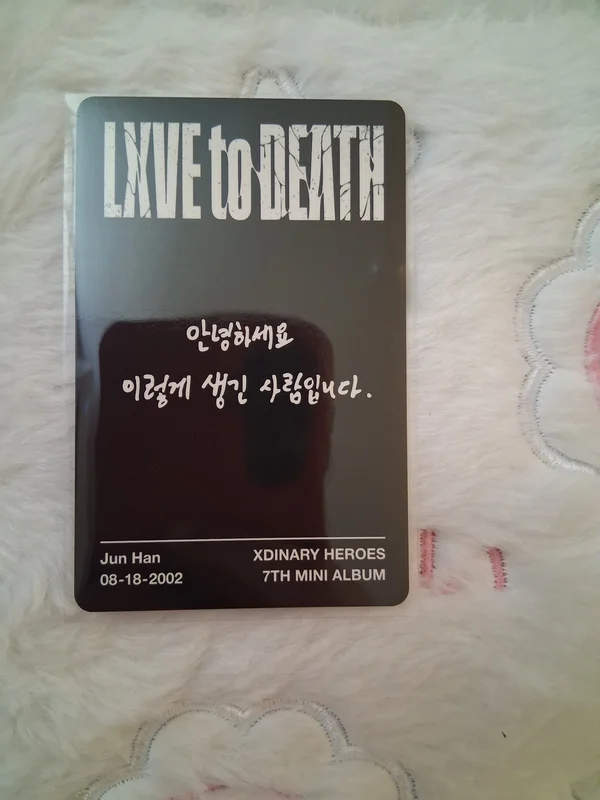 LXVE to DEATH
안녕하세요
이렇게 생긴 사람입니다.
Jun Han
08-18-2002
XDINARY HEROES
7TH MINI ALBUM